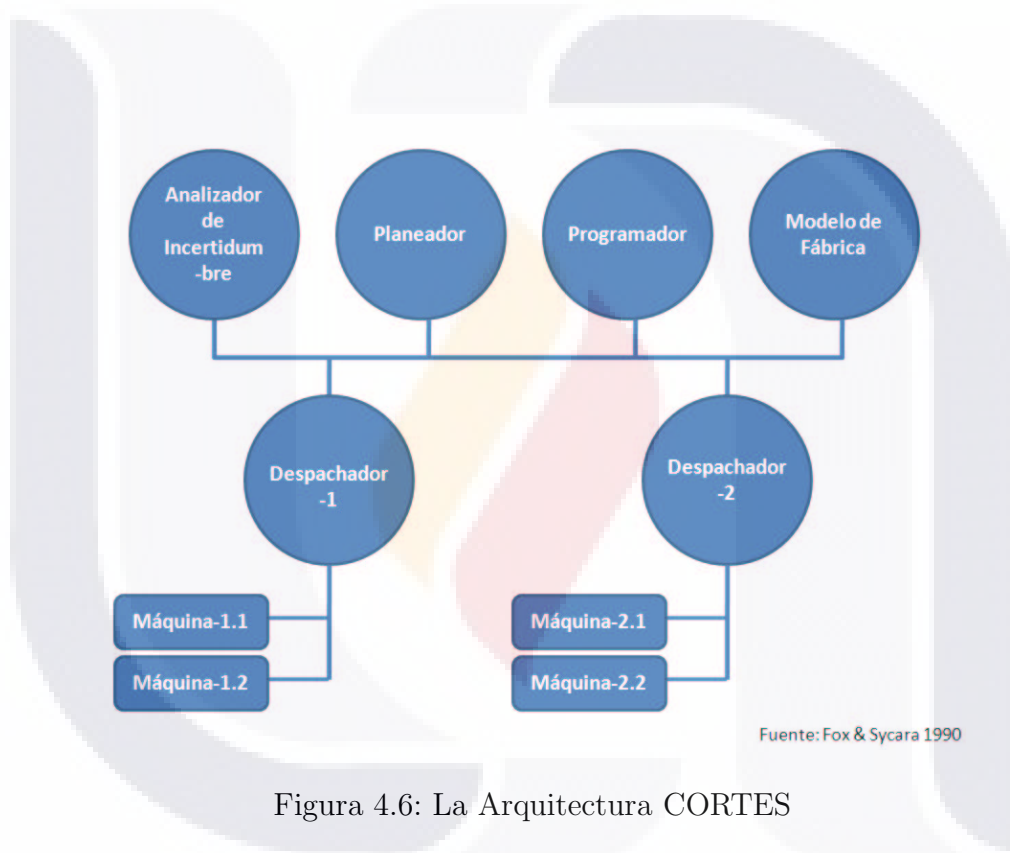 Analizador
de
Incertidum
-bre
Planeador
Programador
Modelo de
Fábrica
Despachador
-1
Despachador
-2
Máquina-1.1
Máquina-1.2
Máquina-2.1
Máquina-2.2
Fuente: Fox & Sycara 1990
Figura 4.6: La Arquitectura CORTES